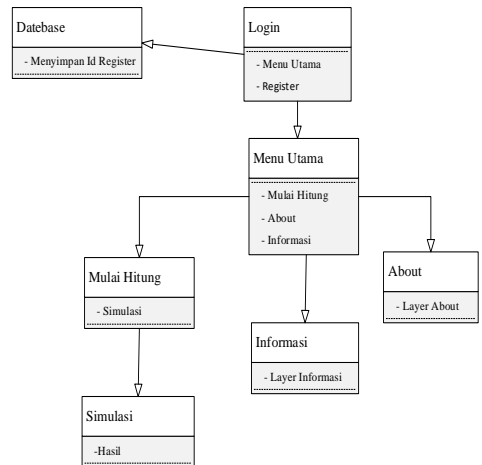 Datebase
- Menyimpan Id Register
Login
- Menu Utama
- Register
Menu Utama
- Mulai Hitung
- About
- Informasi
Mulai Hitung
- Simulasi
About
- Layer About
Informasi
- Layer Informasi
Simulasi
-Hasil